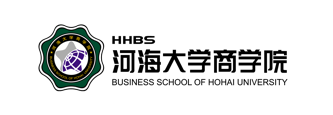 HHBS
河海大学商学院
BUSINESS SCHOOL OF HOHAI UNIVERSITY